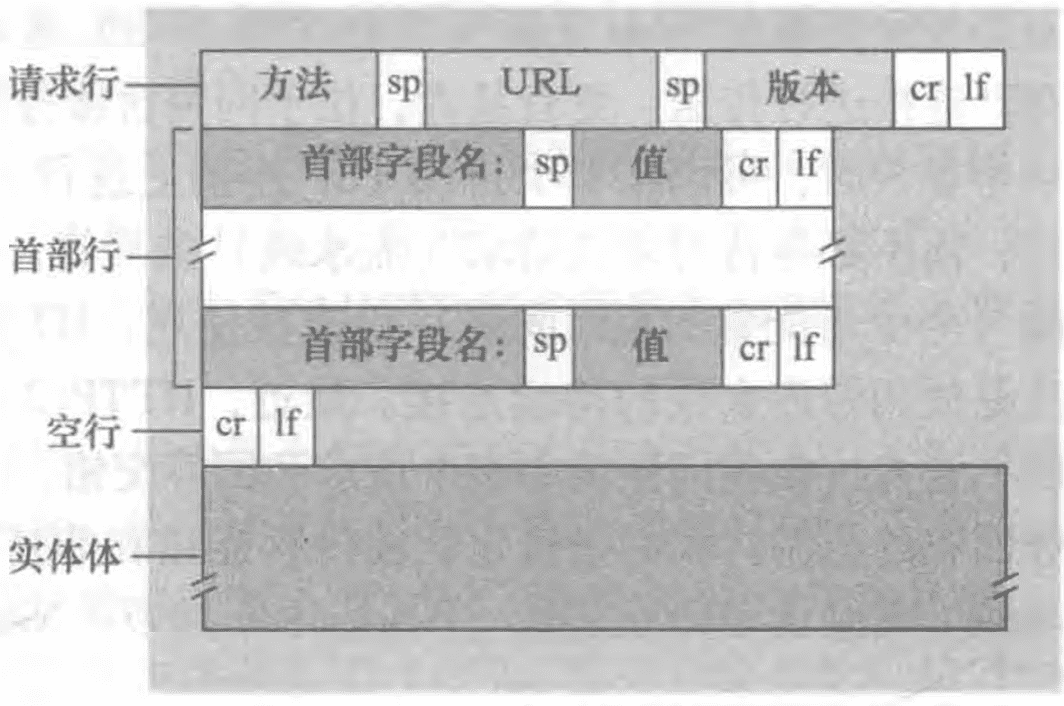 请求行 方法 sp URL sp 版本 cr lf
首部字段名： sp 值 cr lf
首部行
首部字段名： sp 值 cr lf
空行 cr lf
实体体